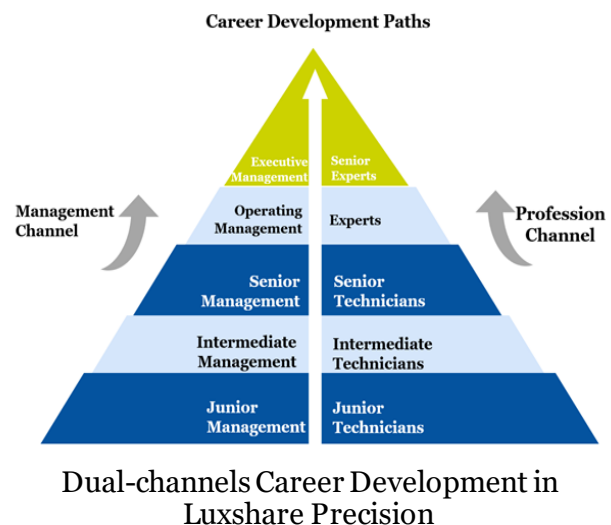 Career Development Paths
Executive
Management
Senior
Experts
Management
Channel
Operating
Management
Experts
Profession
Channel
Senior
Management
Senior
Technicians
Intermediate
Management
Intermediate
Technicians
Junior
Management
Junior
Technicians
Dual-channels Career Development in
Luxshare Precision